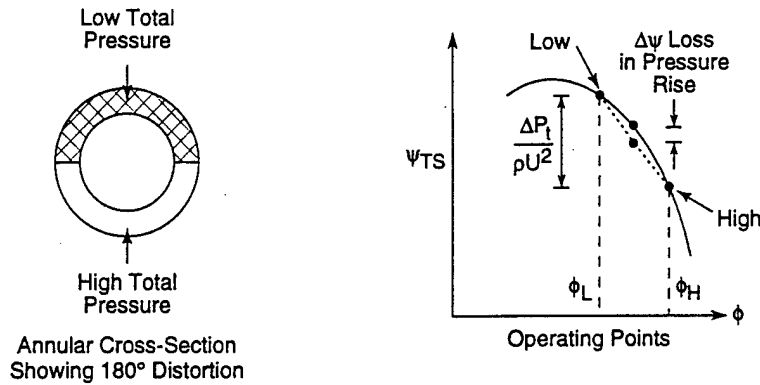 Low Total
Pressure
High Total
Pressure
Annular Cross-Section
Showing 180° Distortion
Low
Δψ Loss
in Pressure
Rise
ΔPₜ
ρU²
ψTS
High
ϕL
ϕH
ϕ
Operating Points